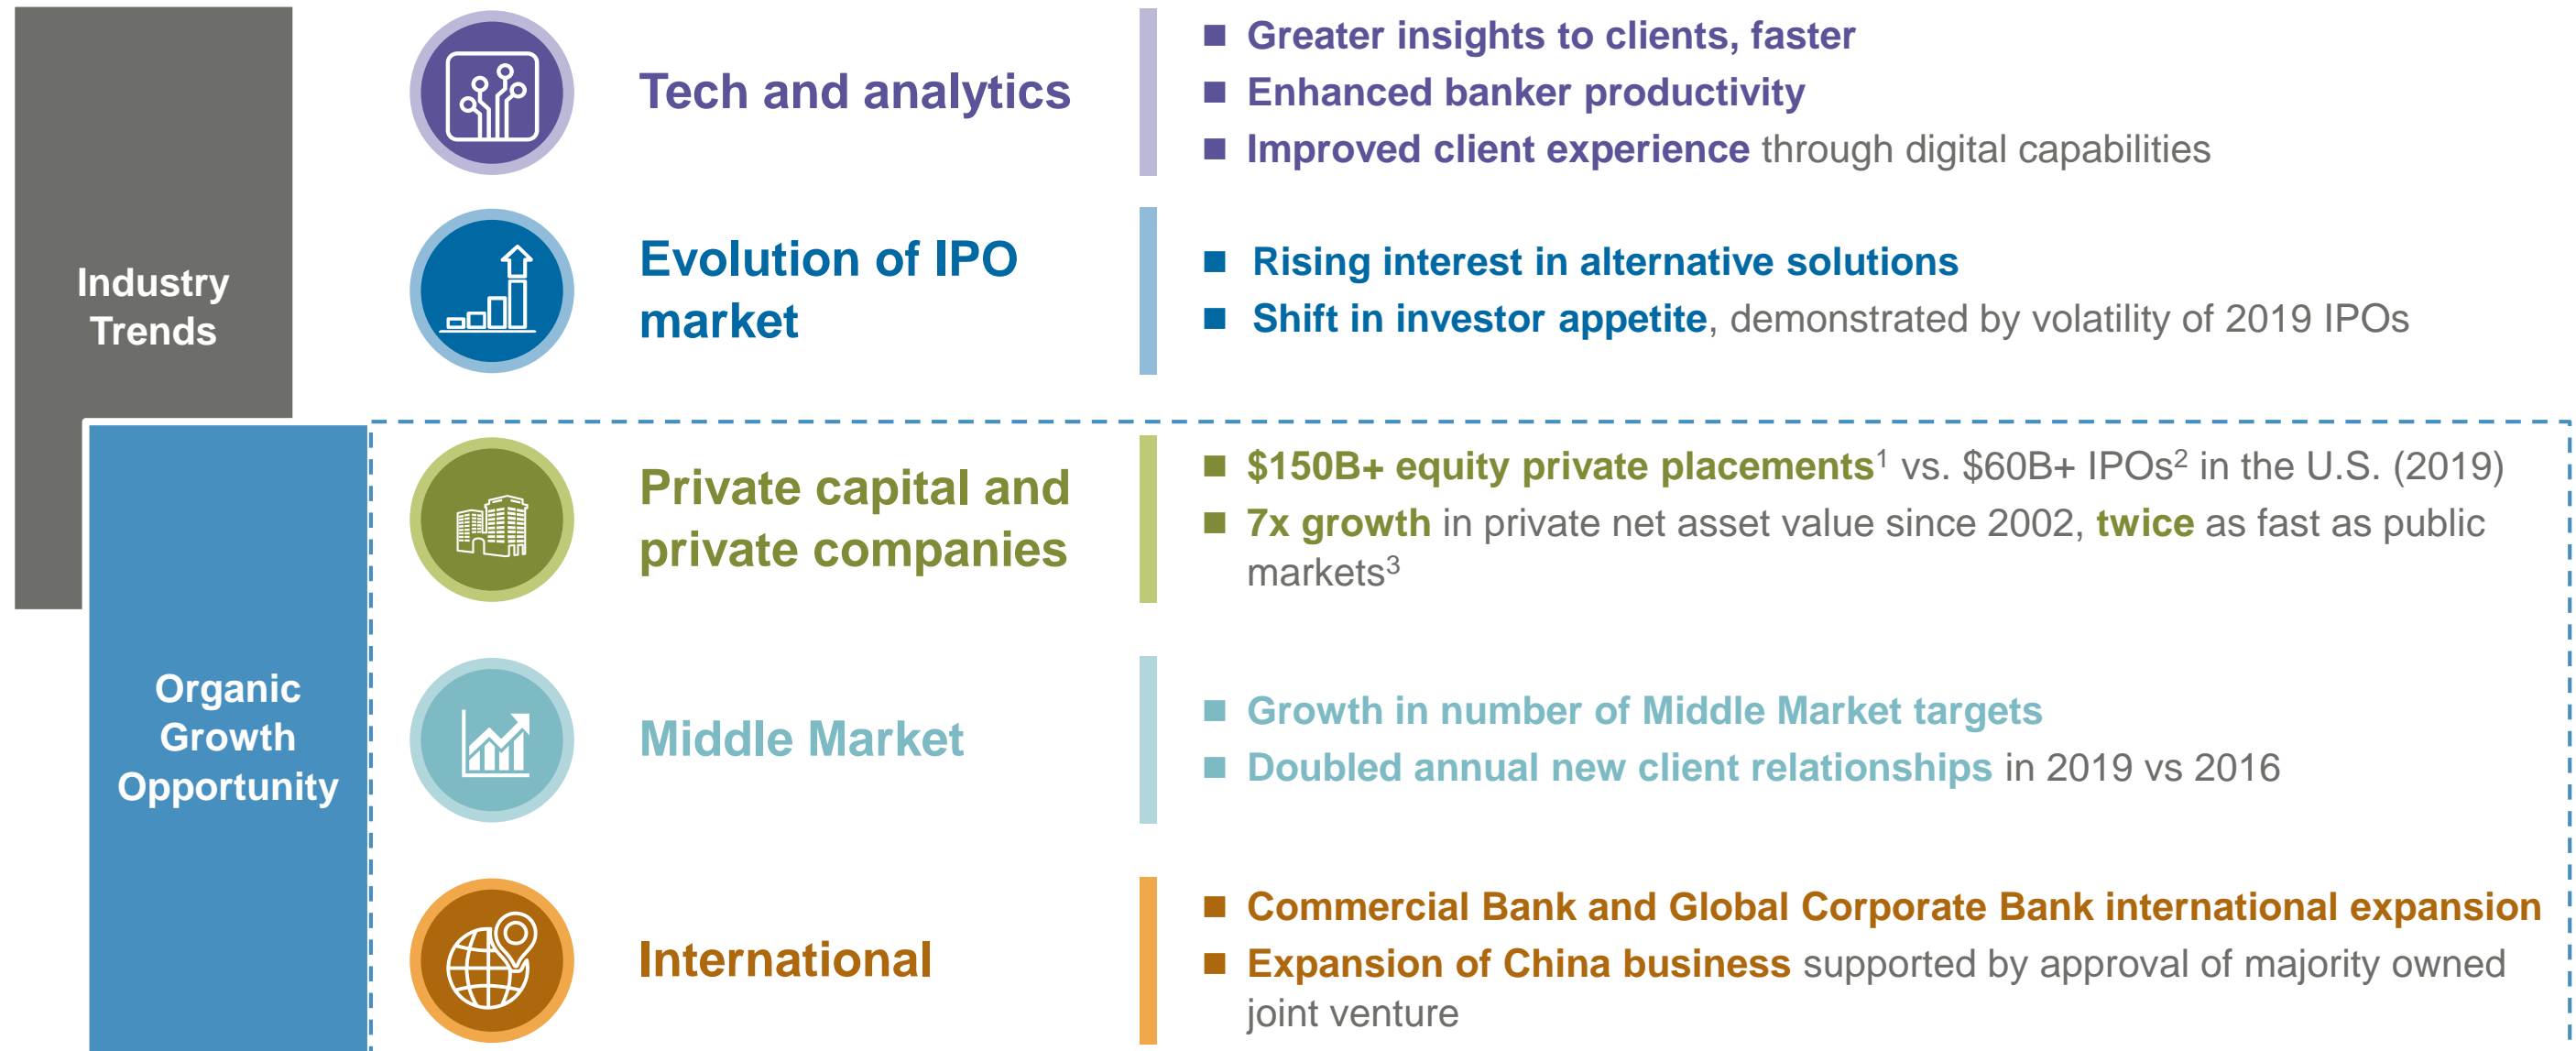 Industry
Trends
Tech and analytics
■ Greater insights to clients, faster
■ Enhanced banker productivity
■ Improved client experience through digital capabilities
Evolution of IPO
market
■ Rising interest in alternative solutions
■ Shift in investor appetite, demonstrated by volatility of 2019 IPOs
Organic
Growth
Opportunity
Private capital and
private companies
■ $150B+ equity private placements¹ vs. $60B+ IPOs² in the U.S. (2019)
■ 7x growth in private net asset value since 2002, twice as fast as public
markets³
Middle Market
■ Growth in number of Middle Market targets
■ Doubled annual new client relationships in 2019 vs 2016
International
■ Commercial Bank and Global Corporate Bank international expansion
■ Expansion of China business supported by approval of majority owned
joint venture